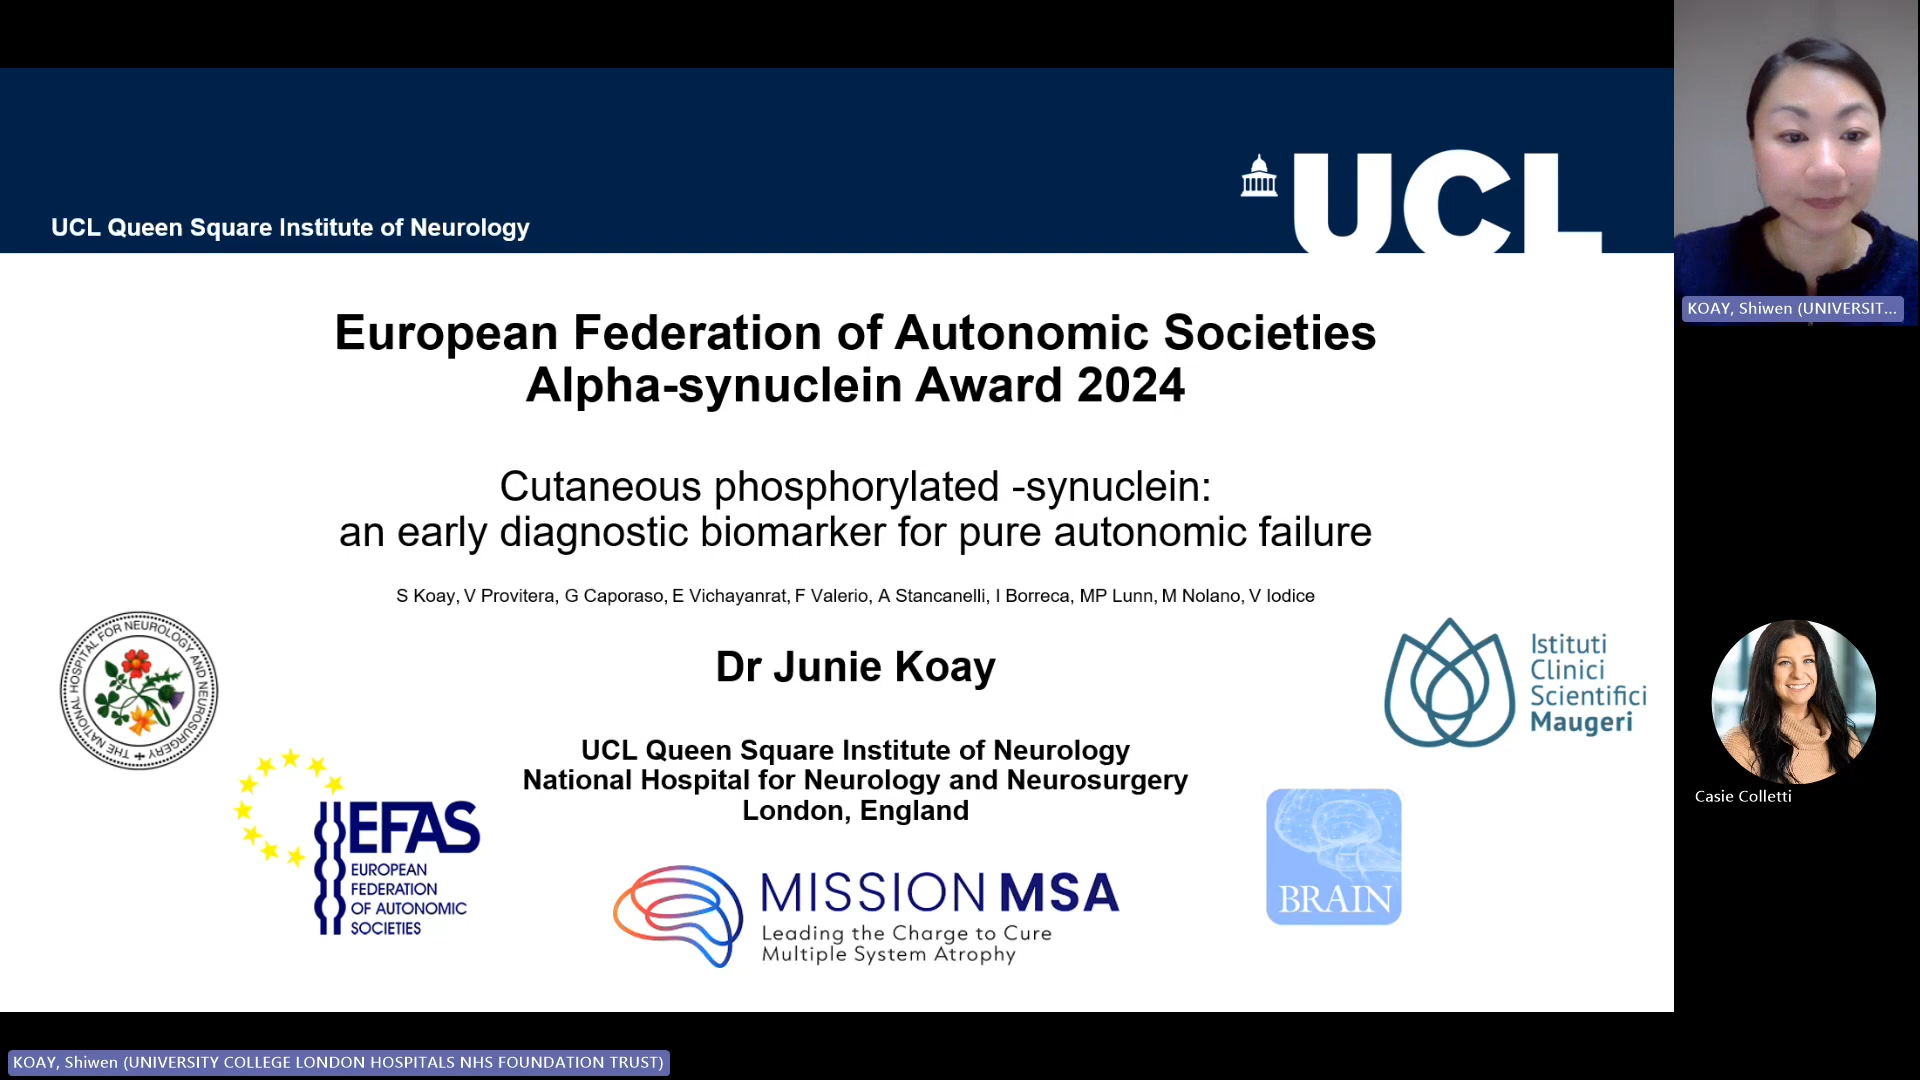 UCL Queen Square Institute of Neurology
UCL
European Federation of Autonomic Societies
Alpha-synuclein Award 2024
Cutaneous phosphorylated -synuclein:
an early diagnostic biomarker for pure autonomic failure
S Koay, V Provitera, G Caporaso, E Vichayanrat, F Valerio, A Stancanelli, I Borreca, MP Lunn, M Nolano, V Iodice
Dr Junie Koay
UCL Queen Square Institute of Neurology
National Hospital for Neurology and Neurosurgery
London, England
THE NATIONAL HOSPITAL FOR NEUROLOGY AND NEUROSURGERY
EFAS
EUROPEAN
FEDERATION
OF AUTONOMIC
SOCIETIES
MISSION MSA
Leading the Charge to Cure
Multiple System Atrophy
BRAIN
Istituti
Clinici
Scientifici
Maugeri
KOAY, Shiwen (UNIVERSIT...
Casie Colletti
KOAY, Shiwen (UNIVERSITY COLLEGE LONDON HOSPITALS NHS FOUNDATION TRUST)